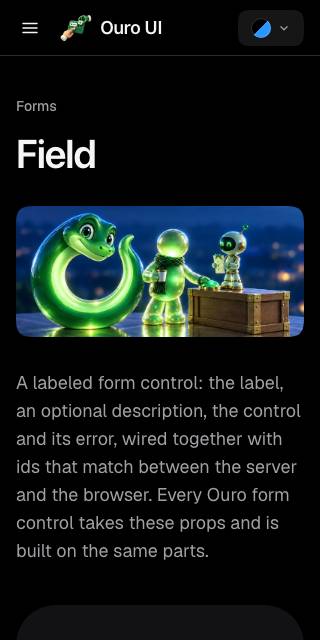 Ouro UI
Forms
Field
A labeled form control: the label,
an optional description, the control
and its error, wired together with
ids that match between the server
and the browser. Every Ouro form
control takes these props and is
built on the same parts.